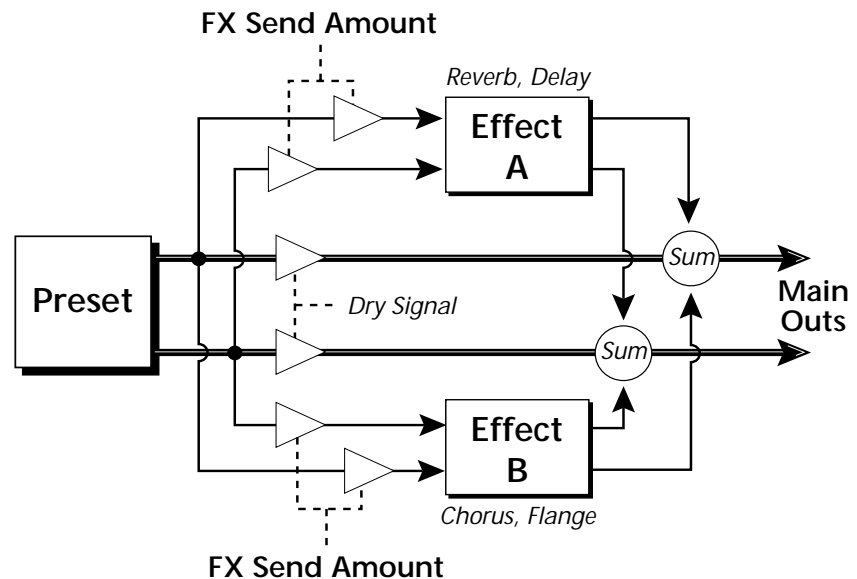 FX Send Amount
Reverb, Delay
Effect
A
Preset
Sum
Dry Signal
Main
Outs
Sum
Effect
B
Chorus, Flange
FX Send Amount